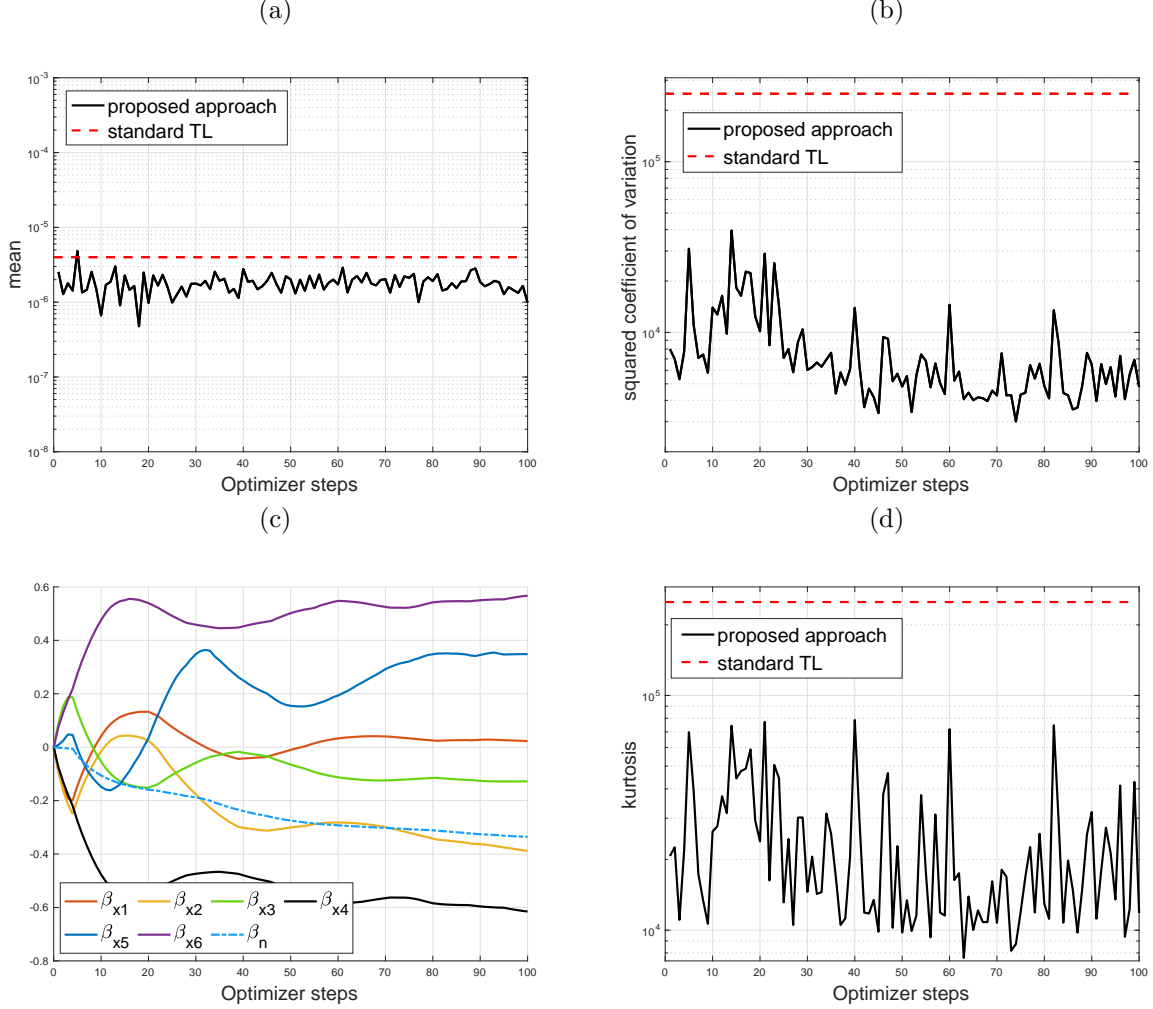 (a)
10^-3
10^-4
10^-5
10^-6
10^-7
10^-8
mean
proposed approach
standard TL
0 10 20 30 40 50 60 70 80 90 100
Optimizer steps
(b)
10^5
10^4
squared coefficient of variation
proposed approach
standard TL
0 10 20 30 40 50 60 70 80 90 100
Optimizer steps
(c)
0.6
0.4
0.2
0
-0.2
-0.4
-0.6
-0.8
β_x1 β_x2 β_x3 β_x4
β_x5 β_x6 β_n
0 10 20 30 40 50 60 70 80 90 100
Optimizer steps
(d)
10^5
10^4
kurtosis
proposed approach
standard TL
0 10 20 30 40 50 60 70 80 90 100
Optimizer steps